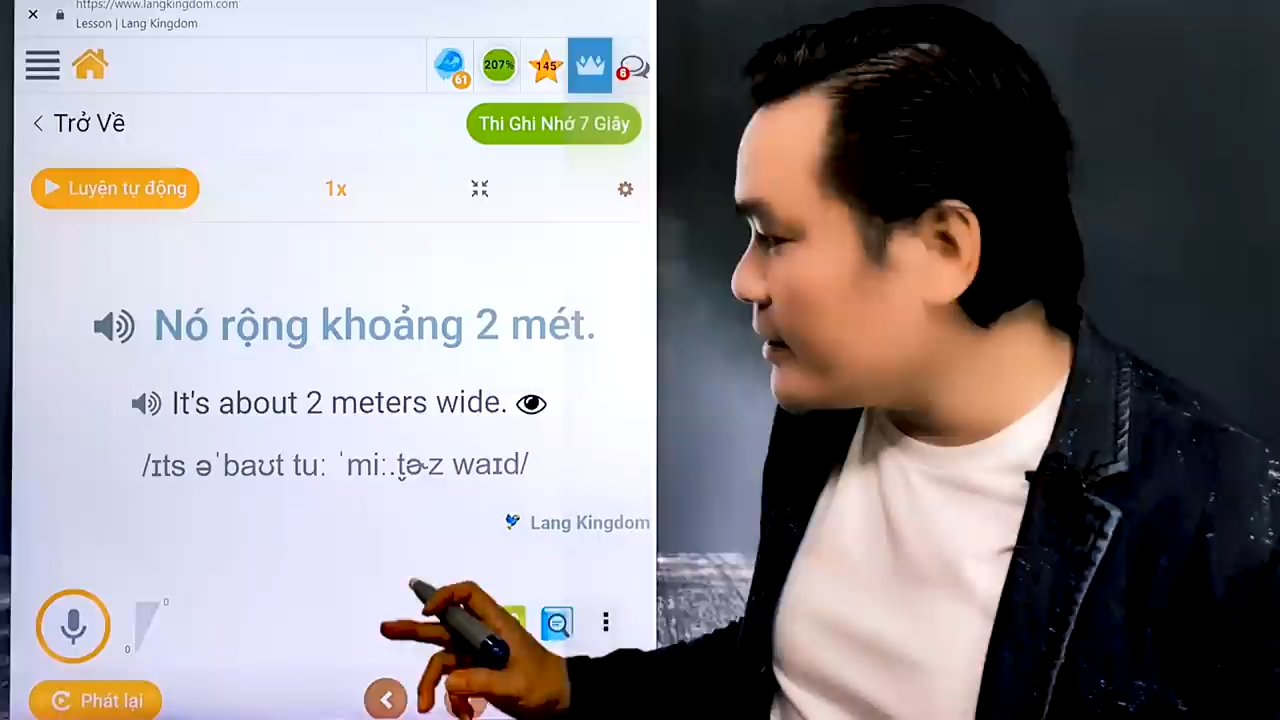 https://www.langkingdom.com
Lesson | Lang Kingdom
61
207%
145
6
Trở Về
Thi Ghi Nhớ 7 Giây
Luyện tự động
1x
Nó rộng khoảng 2 mét.
It's about 2 meters wide.
/ɪts əˈbaʊt tuː ˈmiː.t̬ɚz waɪd/
Lang Kingdom
0
0
Phát lại